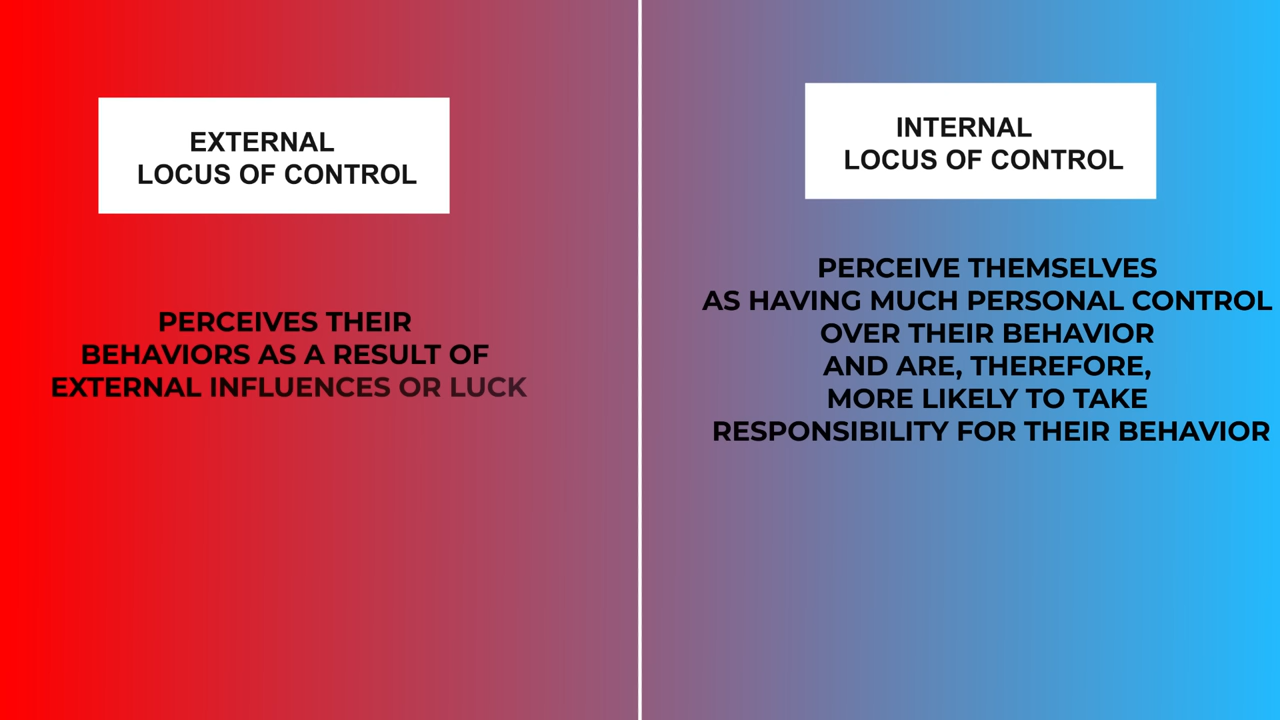 EXTERNAL
LOCUS OF CONTROL
PERCEIVES THEIR
BEHAVIORS AS A RESULT OF
EXTERNAL INFLUENCES OR LUCK
INTERNAL
LOCUS OF CONTROL
PERCEIVE THEMSELVES
AS HAVING MUCH PERSONAL CONTROL
OVER THEIR BEHAVIOR
AND ARE, THEREFORE,
MORE LIKELY TO TAKE
RESPONSIBILITY FOR THEIR BEHAVIOR